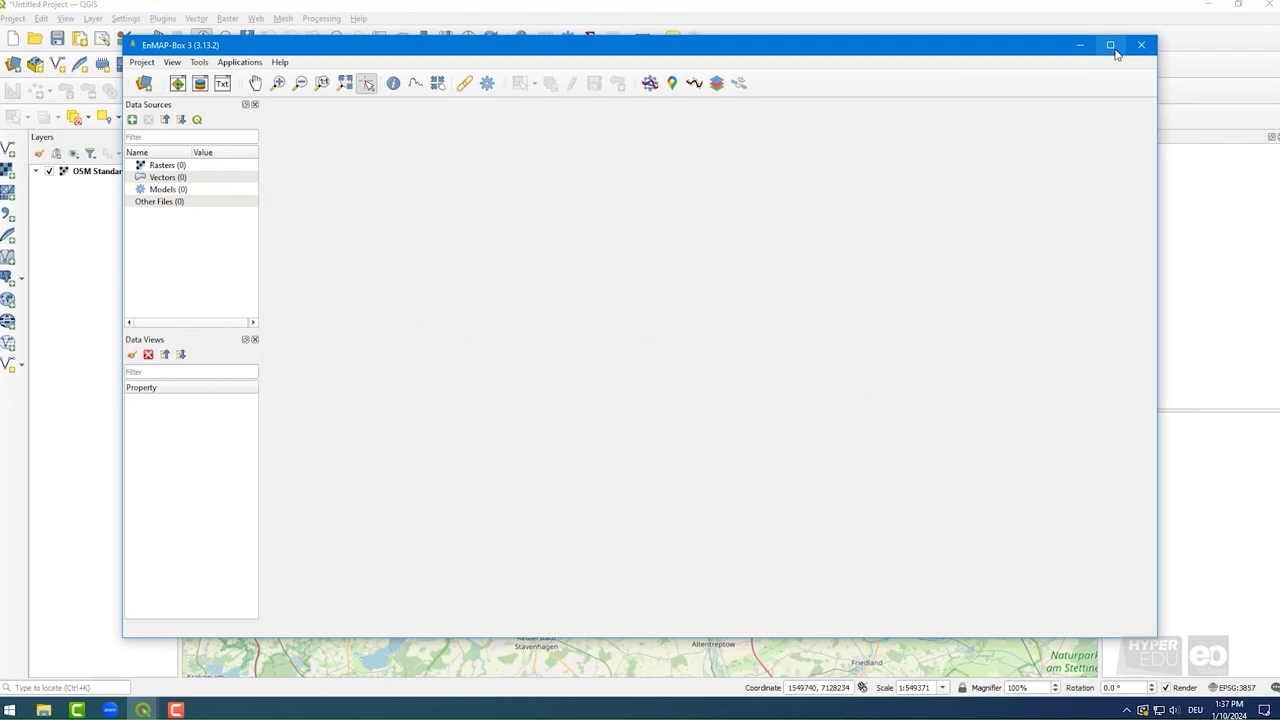 *Untitled Project — QGIS
Project Edit View Layer Settings Plugins Vector Raster Database Web Mesh Processing Help
EnMAP-Box 3 (3.13.2)
Project View Tools Applications Help
Txt
Data Sources
Filter
Name Value
Rasters (0)
Vectors (0)
Models (0)
Other Files (0)
Data Views
Filter
Property
Layers
OSM Standar
Stavenhagen
Altentreptow
Friedland
Naturpark
am Stettine
HYPER
EDU
eo
Type to locate (Ctrl+K)
Coordinate 1549740, 7128234 Scale 1:549371 Magnifier 100% Rotation 0.0 ° Render EPSG:3857
DEU
1:37 PM
1/10/2024